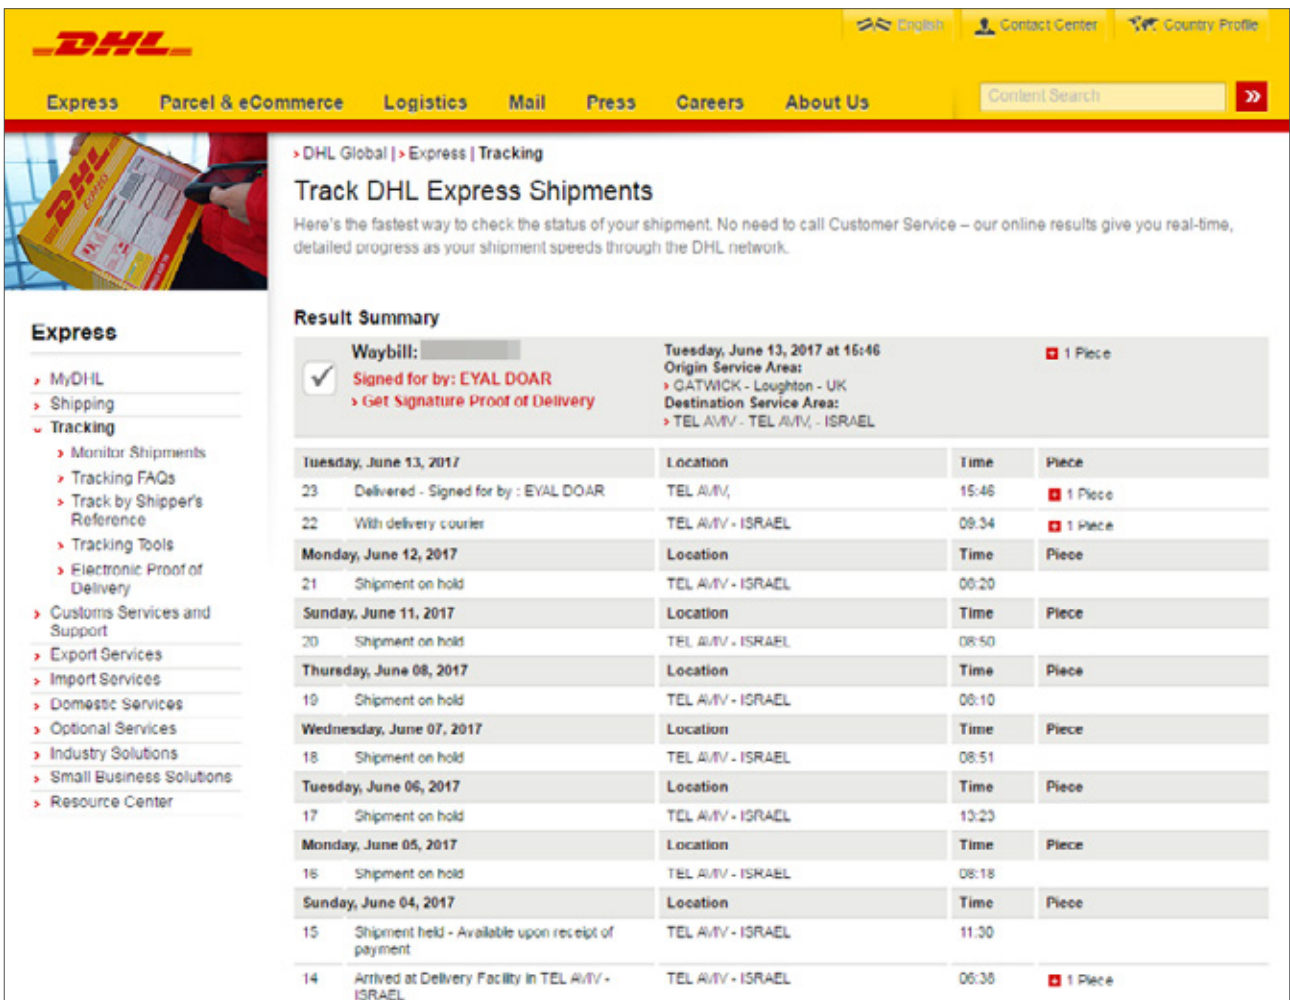 English
Contact Center
Country Profile
DHL
Express
Parcel & eCommerce
Logistics
Mail
Press
Careers
About Us
Content Search
DHL Global | Express | Tracking
Track DHL Express Shipments
Here's the fastest way to check the status of your shipment. No need to call Customer Service – our online results give you real-time,
detailed progress as your shipment speeds through the DHL network.
Express
MyDHL
Shipping
Tracking
Monitor Shipments
Tracking FAQs
Track by Shipper's
Reference
Tracking Tools
Electronic Proof of
Delivery
Customs Services and
Support
Export Services
Import Services
Domestic Services
Optional Services
Industry Solutions
Small Business Solutions
Resource Center
Result Summary
Waybill:
Signed for by: EYAL DOAR
Get Signature Proof of Delivery
Tuesday, June 13, 2017 at 15:46
Origin Service Area:
GATWICK - Loughton - UK
Destination Service Area:
TEL AVIV - TEL AVIV, - ISRAEL
1 Piece
Tuesday, June 13, 2017 Location Time Piece
23 Delivered - Signed for by : EYAL DOAR TEL AVIV, 15:46 1 Piece
22 With delivery courier TEL AVIV - ISRAEL 09:34 1 Piece
Monday, June 12, 2017 Location Time Piece
21 Shipment on hold TEL AVIV - ISRAEL 08:20
Sunday, June 11, 2017 Location Time Piece
20 Shipment on hold TEL AVIV - ISRAEL 08:50
Thursday, June 08, 2017 Location Time Piece
19 Shipment on hold TEL AVIV - ISRAEL 08:10
Wednesday, June 07, 2017 Location Time Piece
18 Shipment on hold TEL AVIV - ISRAEL 08:51
Tuesday, June 06, 2017 Location Time Piece
17 Shipment on hold TEL AVIV - ISRAEL 13:23
Monday, June 05, 2017 Location Time Piece
16 Shipment on hold TEL AVIV - ISRAEL 08:18
Sunday, June 04, 2017 Location Time Piece
15 Shipment held - Available upon receipt of TEL AVIV - ISRAEL 11:30
payment
14 Arrived at Delivery Facility in TEL AVIV - TEL AVIV - ISRAEL 06:38 1 Piece
ISRAEL